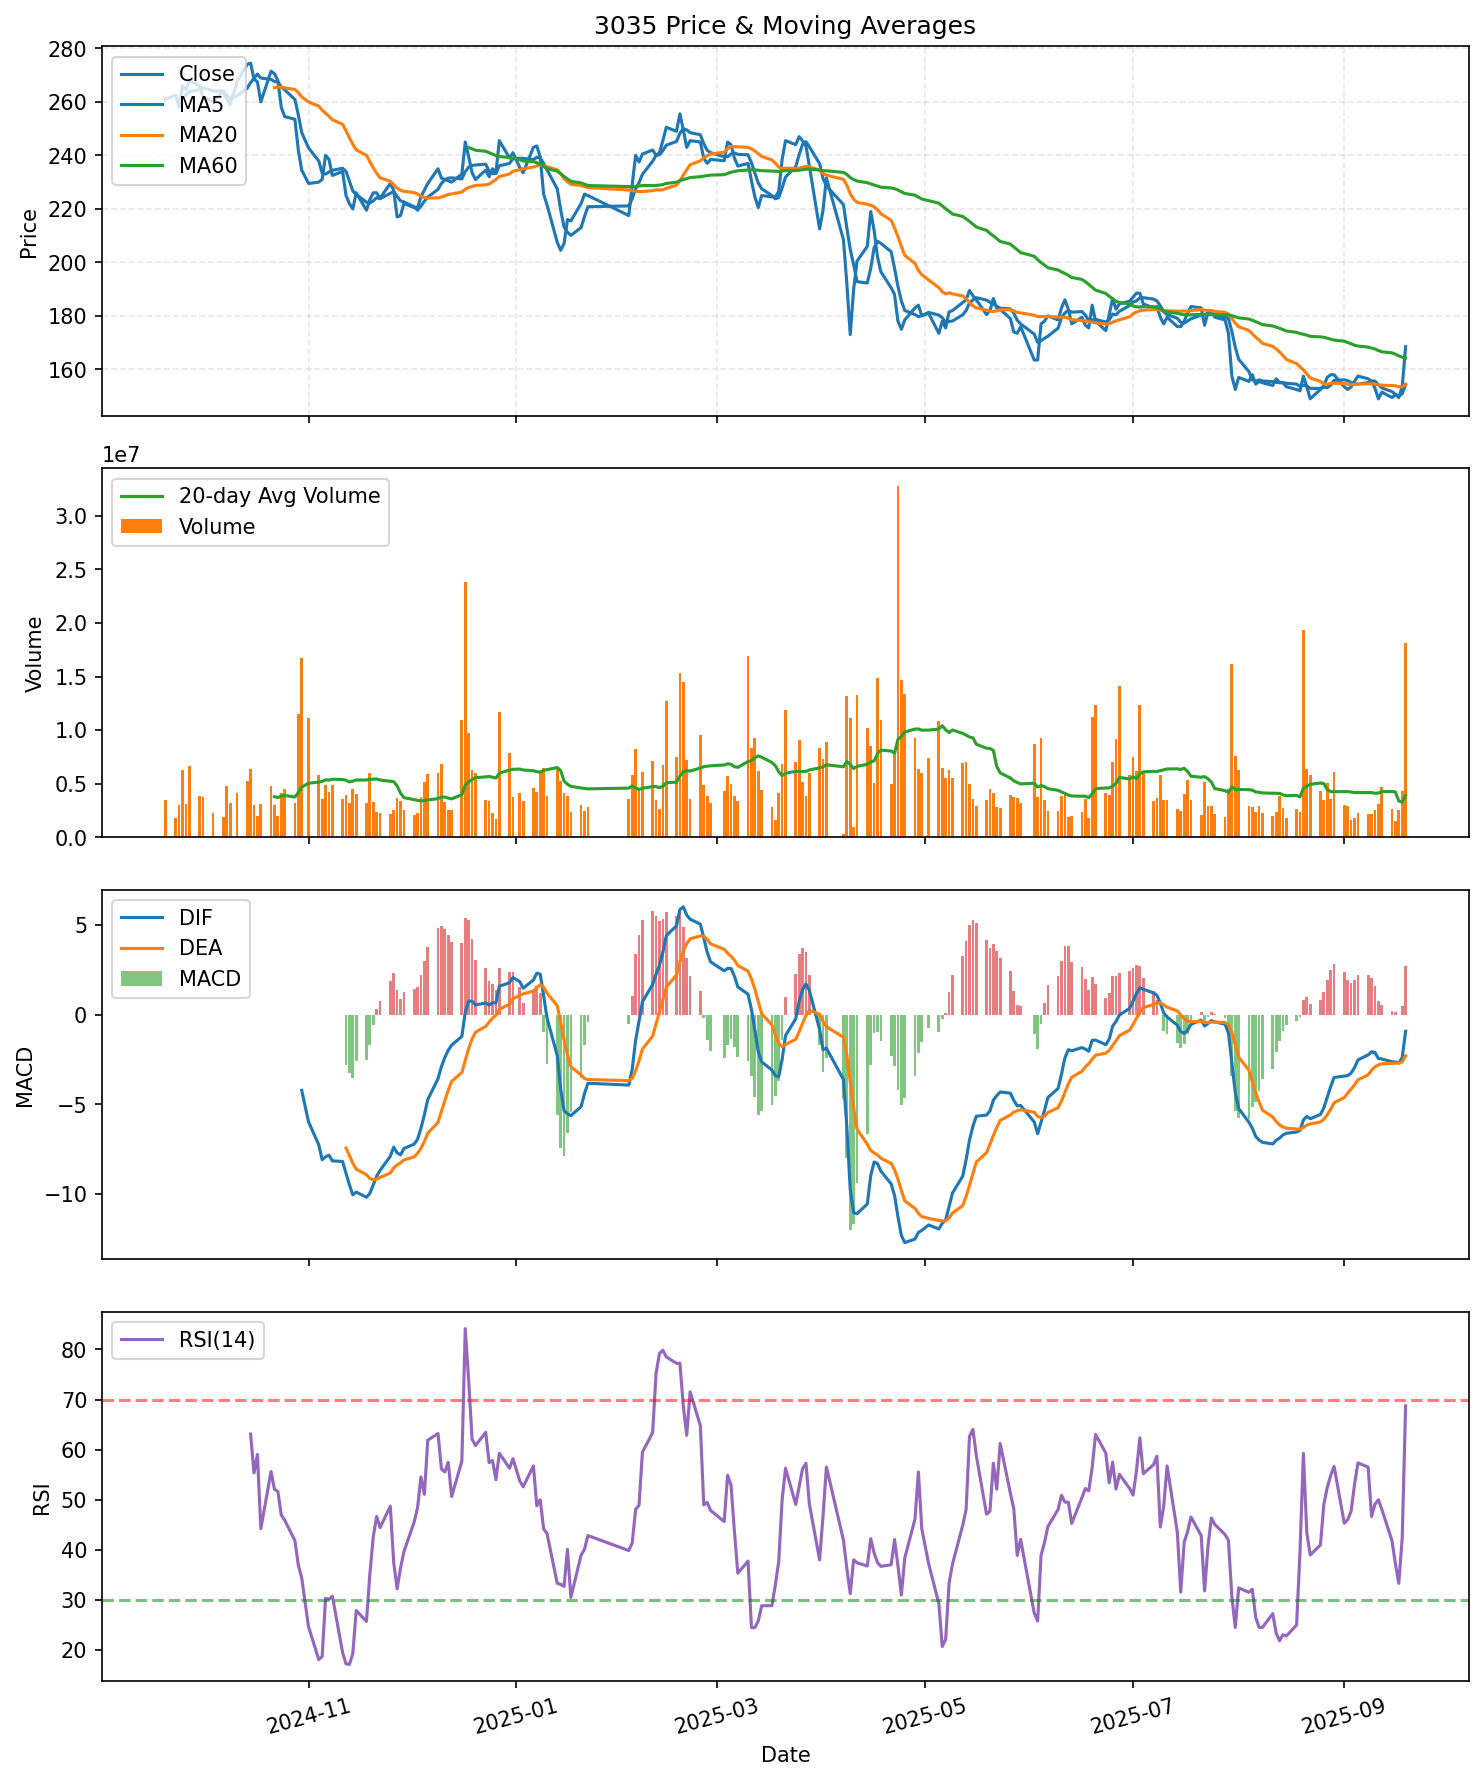 3035 Price & Moving Averages
280
260
240
220
200
180
160
Price
Close
MA5
MA20
MA60
1e7
3.0
2.5
2.0
1.5
1.0
0.5
0.0
Volume
20-day Avg Volume
Volume
5
0
−5
−10
MACD
DIF
DEA
MACD
80
70
60
50
40
30
20
RSI
RSI(14)
2024-11
2025-01
2025-03
2025-05
2025-07
2025-09
Date